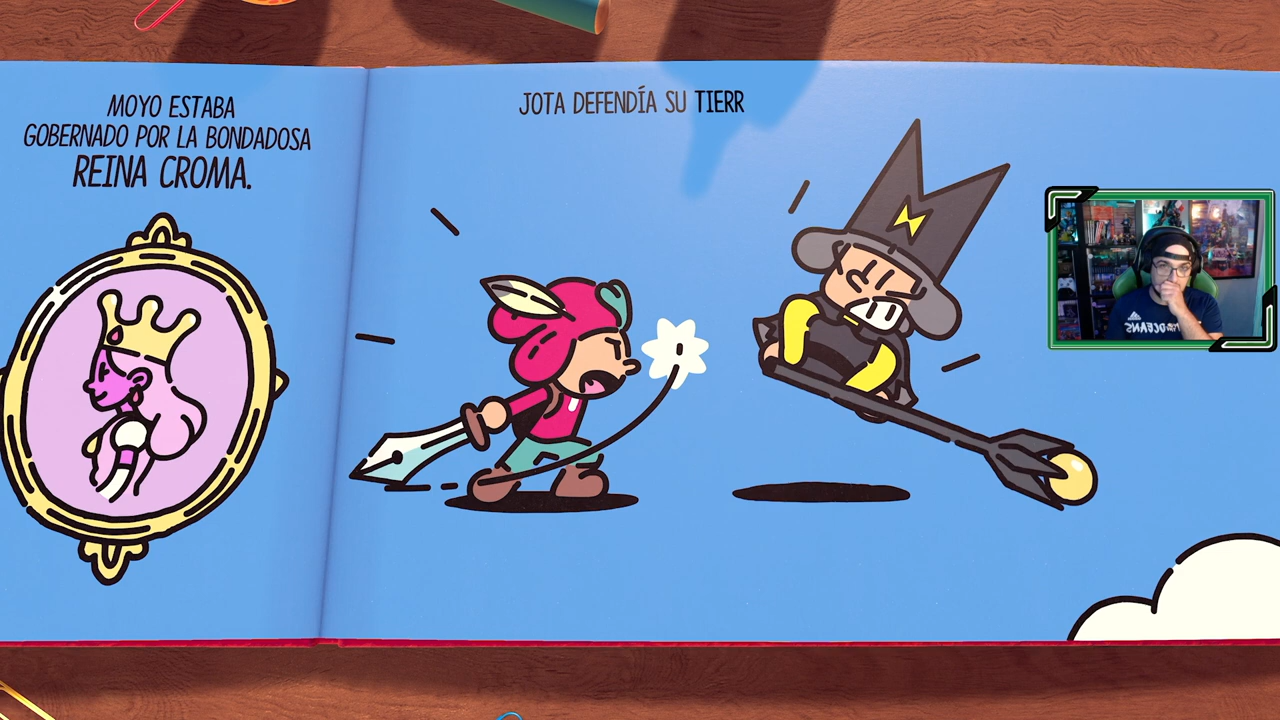 MOYO ESTABA
GOBERNADO POR LA BONDADOSA
REINA CROMA.
JOTA DEFENDÍA SU TIERR